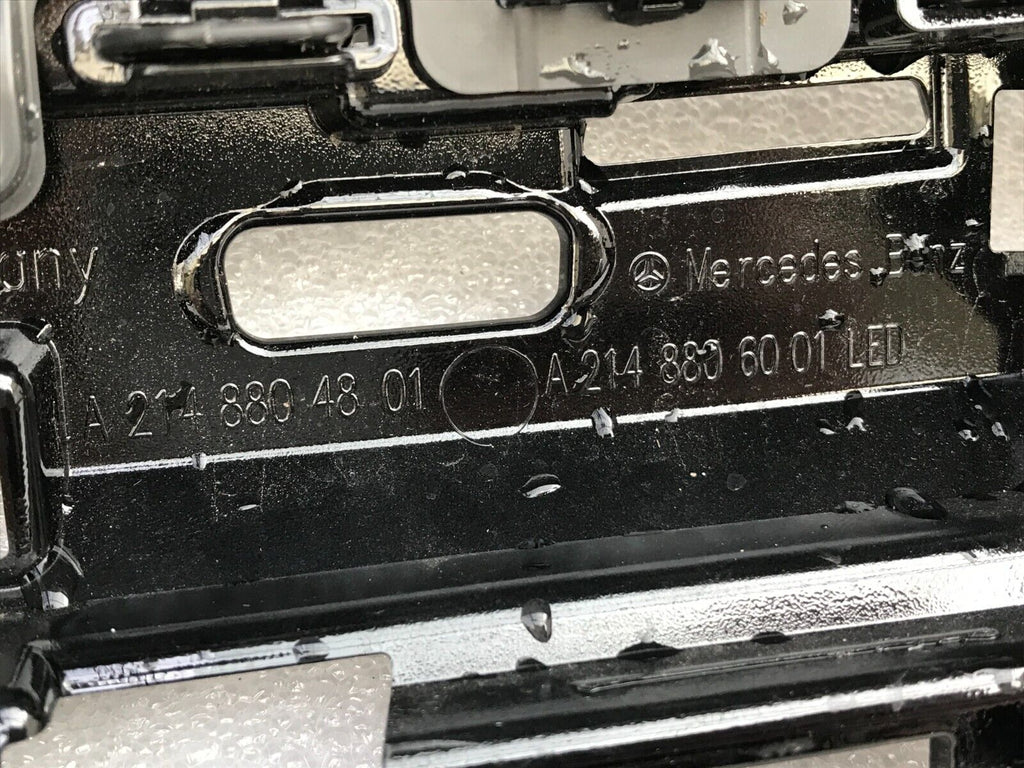 Mercedes Benz
A 214 880 48 01
A 214 880 60 01 LED